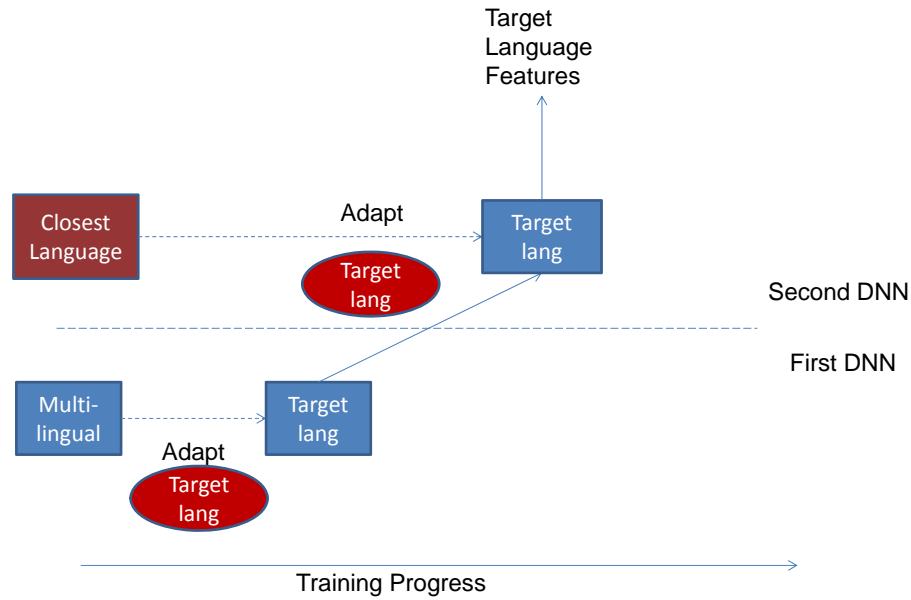 Target
Language
Features
Closest
Language
Adapt
Target
lang
Target
lang
Second DNN
First DNN
Multi-
lingual
Target
lang
Adapt
Target
lang
Training Progress